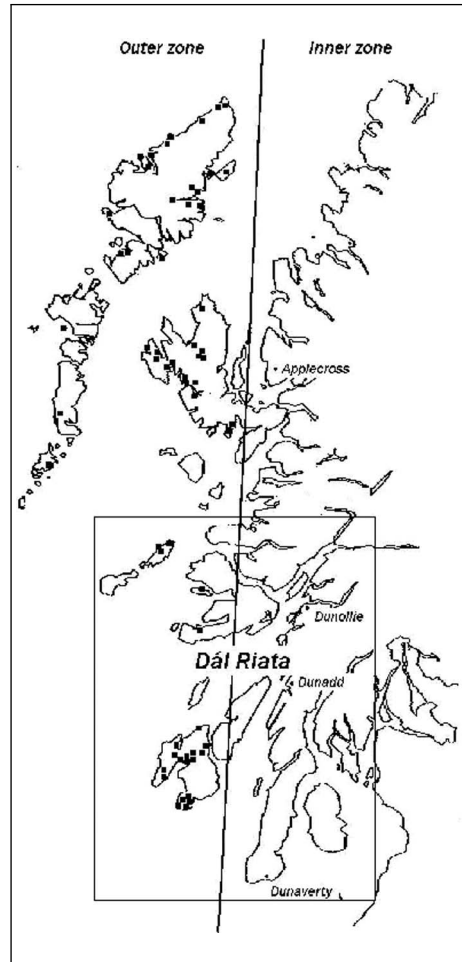 Outer zone
Inner zone
Applecross
Dunollie
Dál Riata
Dunadd
Dunaverty